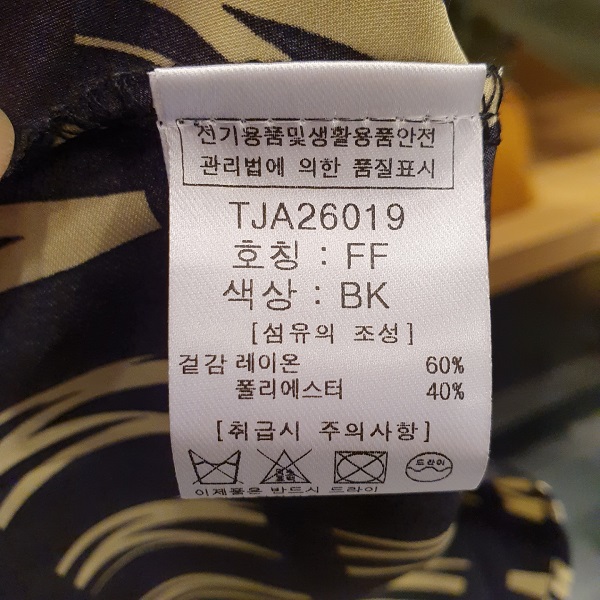 전기용품및생활용품안전
관리법에 의한 품질표시
TJA26019
호칭 : FF
색상 : BK
[섬유의 조성]
겉감 레이온 60%
폴리에스터 40%
[취급시 주의사항]
드라이
이제품은 반드시 드라이